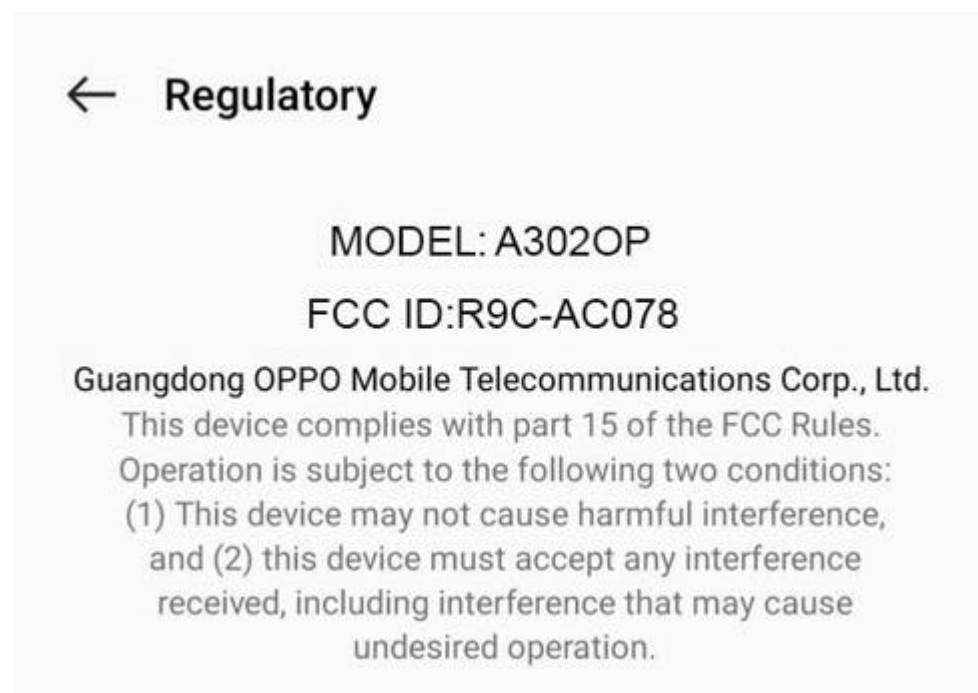 Regulatory
MODEL: A302OP
FCC ID:R9C-AC078
Guangdong OPPO Mobile Telecommunications Corp., Ltd.
This device complies with part 15 of the FCC Rules.
Operation is subject to the following two conditions:
(1) This device may not cause harmful interference,
and (2) this device must accept any interference
received, including interference that may cause
undesired operation.